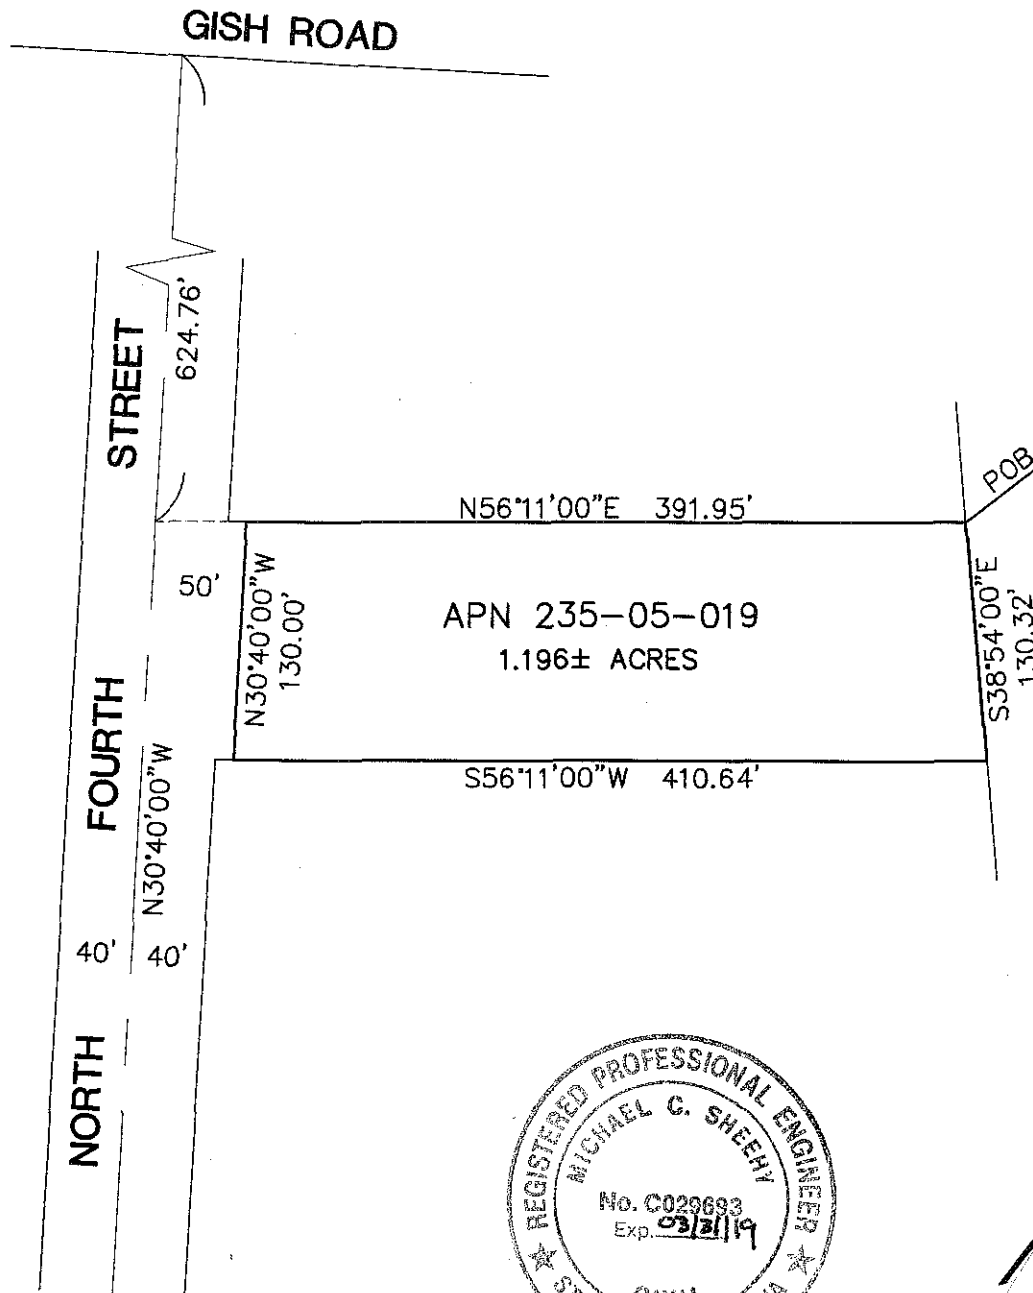 GISH ROAD
624.76'
STREET
POB
N56°11'00"E 391.95'
50'
N30°40'00"W
130.00'
APN 235-05-019
1.196± ACRES
S38°54'00"E
130.32'
S56°11'00"W 410.64'
FOURTH
N30°40'00"W
40' 40'
NORTH
REGISTERED PROFESSIONAL ENGINEER
MICHAEL C. SHEEHY
No. C029693
Exp. 03/31/19